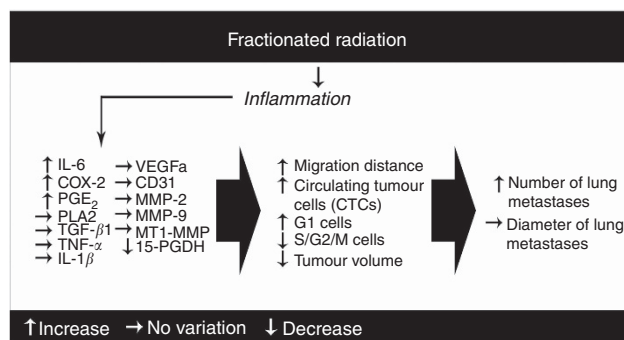 Fractionated radiation
↓
Inflammation
↑ IL-6
↑ COX-2
↑ PGE₂
→ PLA2
→ TGF-β1
→ TNF-α
→ IL-1β
→ VEGFa
→ CD31
→ MMP-2
→ MMP-9
→ MT1-MMP
↓ 15-PGDH
↑ Migration distance
↑ Circulating tumour
cells (CTCs)
↑ G1 cells
↓ S/G2/M cells
↓ Tumour volume
↑ Number of lung
metastases
→ Diameter of lung
metastases
↑ Increase → No variation ↓ Decrease